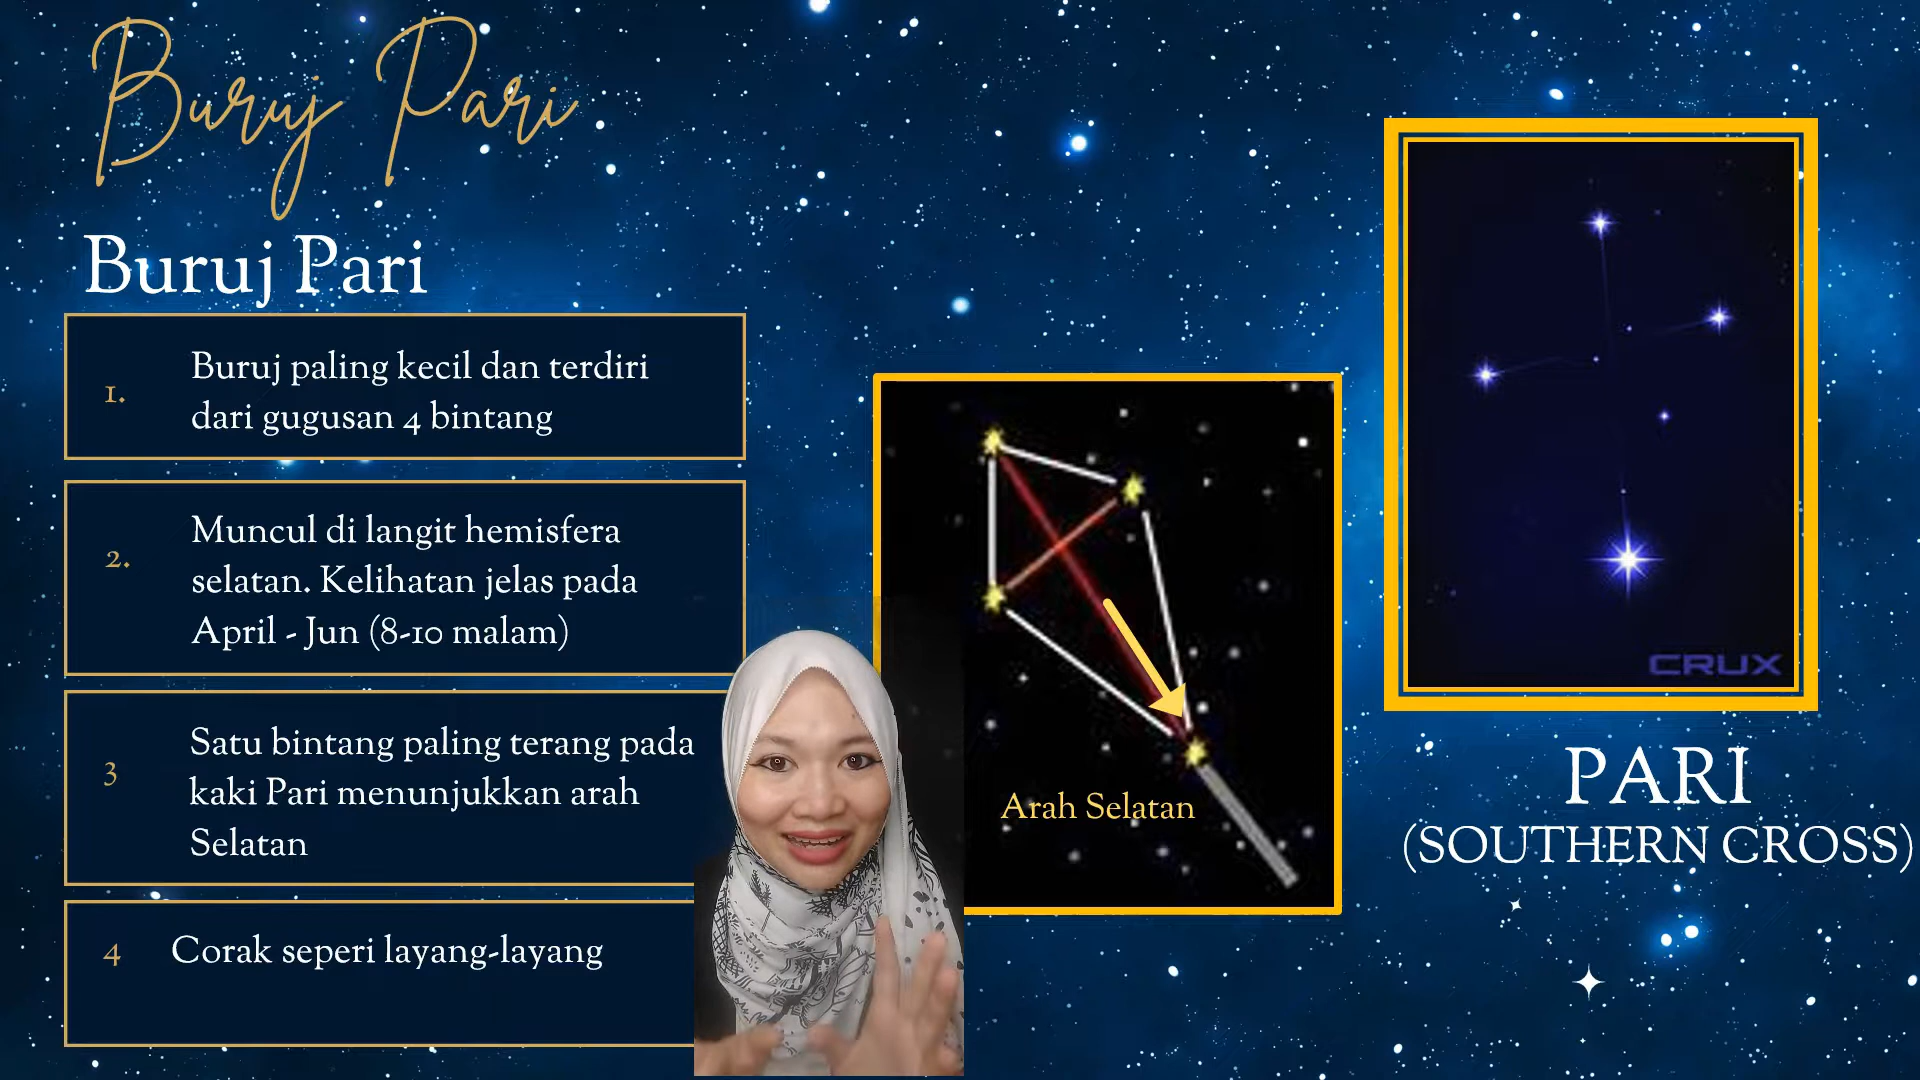 Buruj Pari
Buruj Pari
1.
Buruj paling kecil dan terdiri
dari gugusan 4 bintang
2.
Muncul di langit hemisfera
selatan. Kelihatan jelas pada
April - Jun (8-10 malam)
3
Satu bintang paling terang pada
kaki Pari menunjukkan arah
Selatan
4
Corak seperi layang-layang
Arah Selatan
CRUX
PARI
(SOUTHERN CROSS)